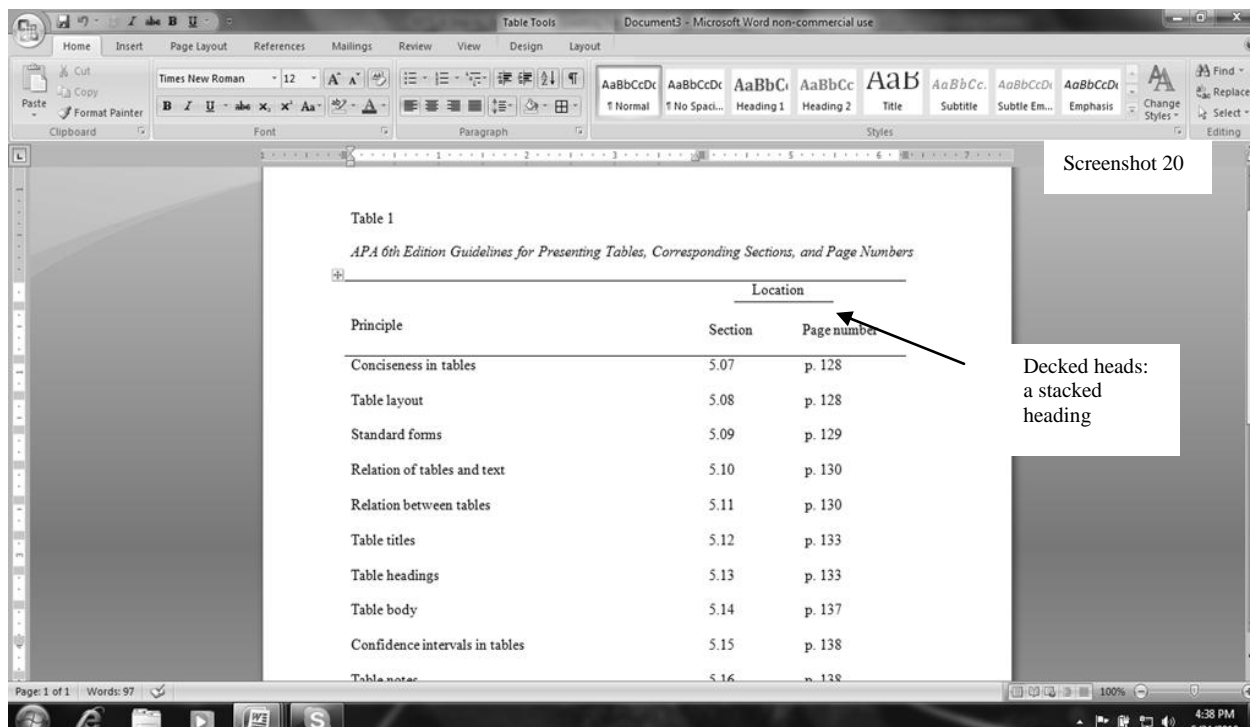 Table Tools
Document3 - Microsoft Word non-commercial use
Home Insert Page Layout References Mailings Review View Design Layout
Cut
Copy
Format Painter
Paste
Clipboard
Times New Roman 12
Font
Paragraph
AaBbCcDc AaBbCcDc AaBbC AaBbCc AaB AaBbCc. AaBbCcDc AaBbCcDc
¶ Normal ¶ No Spaci... Heading 1 Heading 2 Title Subtitle Subtle Em... Emphasis
Change Styles
Styles
Find
Replace
Select
Editing
Screenshot 20
Table 1
APA 6th Edition Guidelines for Presenting Tables, Corresponding Sections, and Page Numbers
Location
Principle Section Page number
Conciseness in tables 5.07 p. 128
Table layout 5.08 p. 128
Standard forms 5.09 p. 129
Relation of tables and text 5.10 p. 130
Relation between tables 5.11 p. 130
Table titles 5.12 p. 133
Table headings 5.13 p. 133
Table body 5.14 p. 137
Confidence intervals in tables 5.15 p. 138
Table notes 5.16 p. 138
Decked heads:
a stacked
heading
Page: 1 of 1 Words: 97
100%
4:38 PM